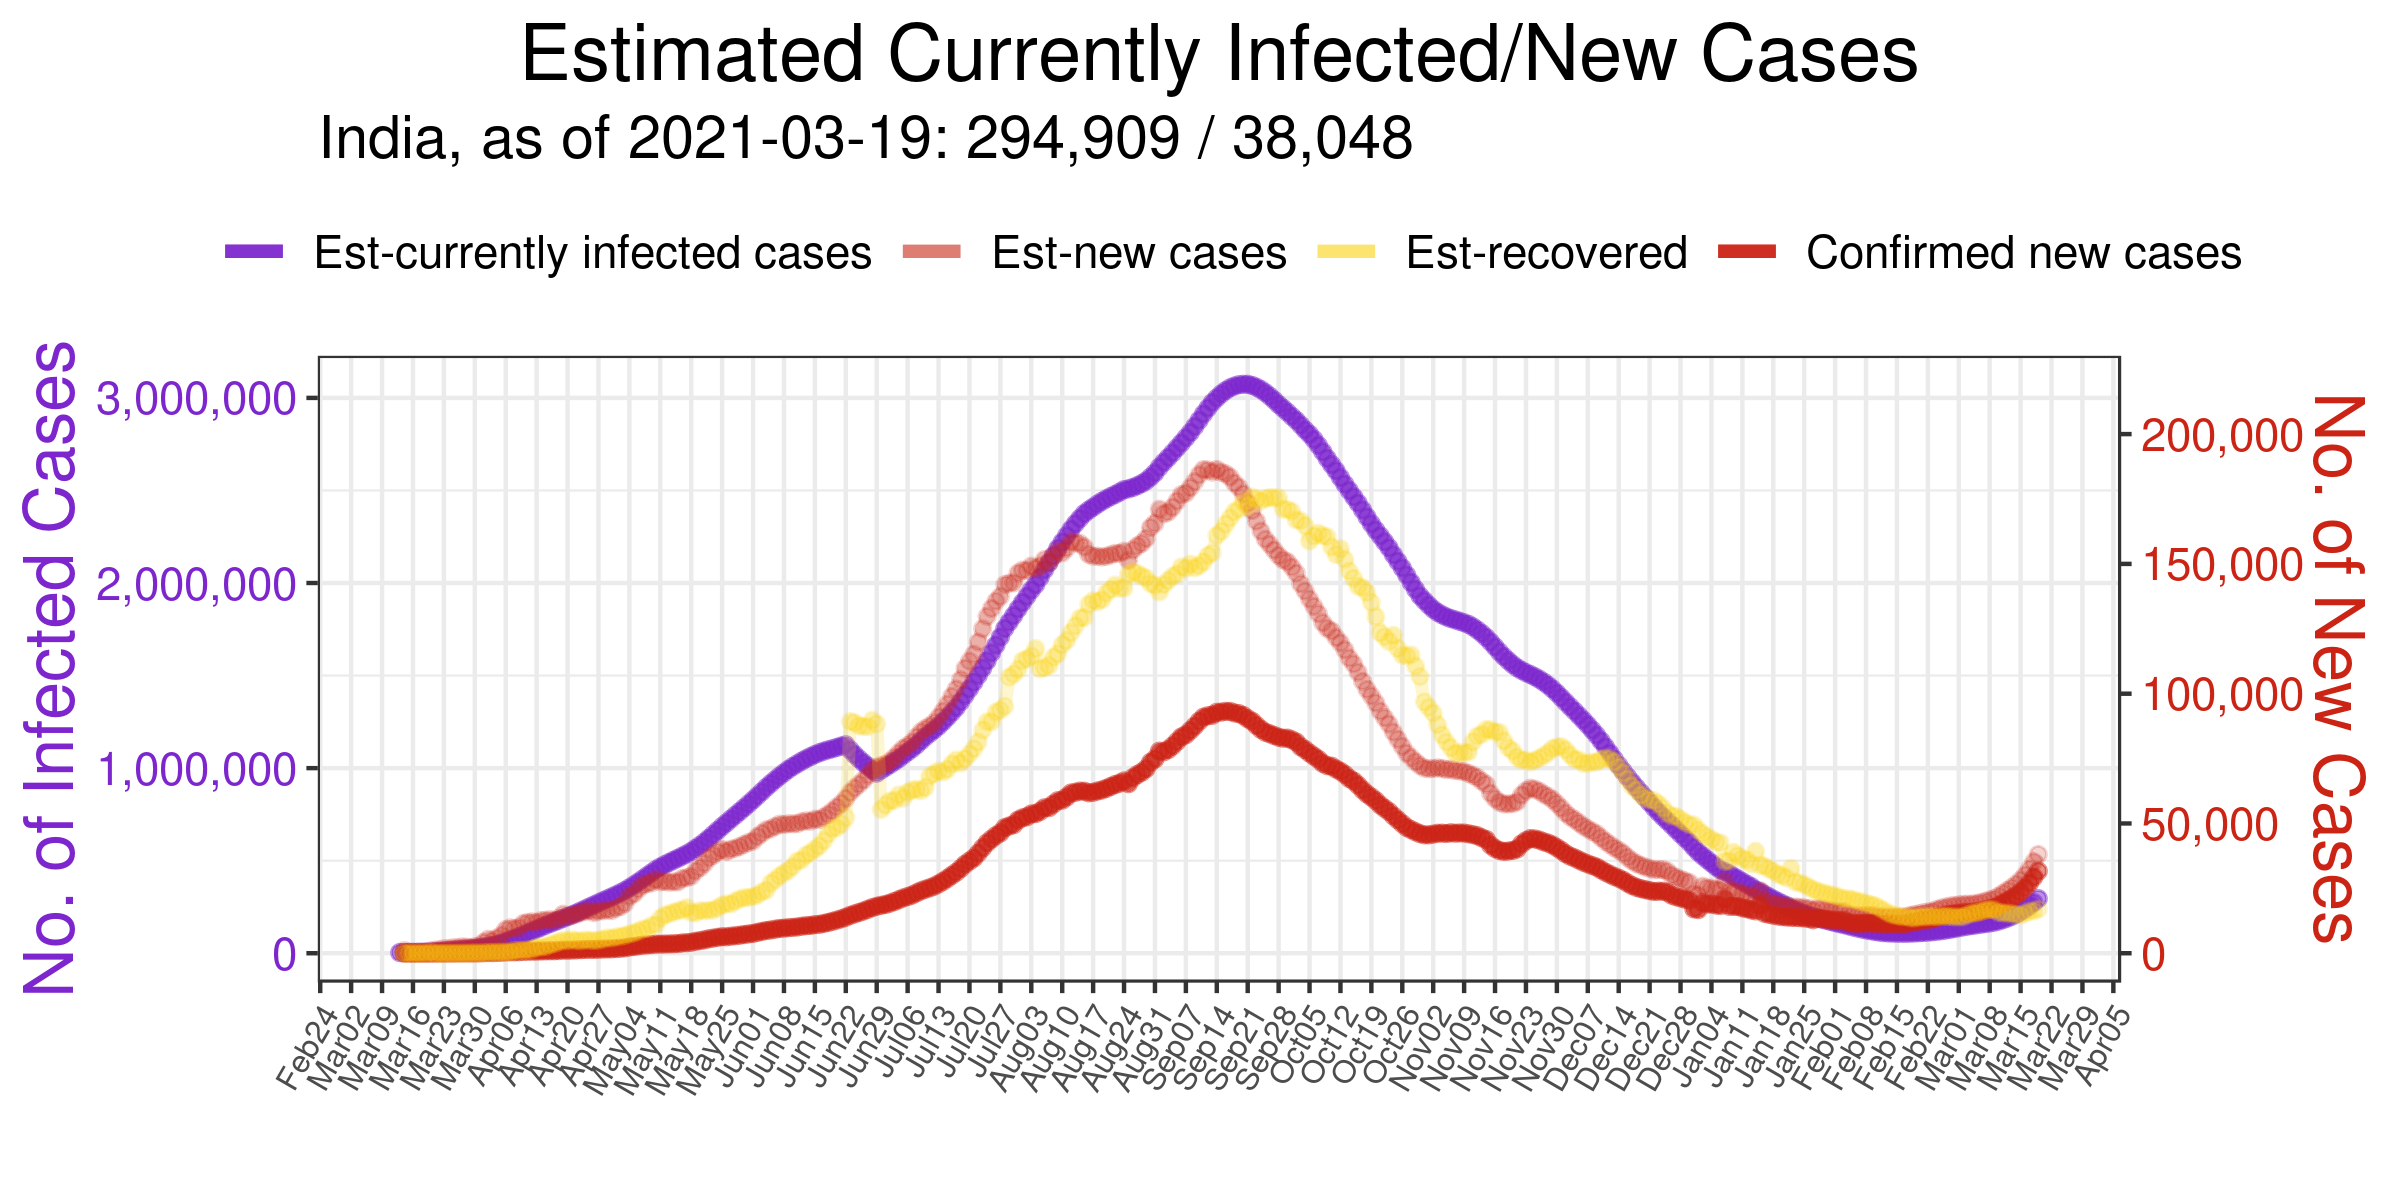 Estimated Currently Infected/New Cases
India, as of 2021-03-19: 294,909 / 38,048
Est-currently infected cases Est-new cases Est-recovered Confirmed new cases
No. of Infected Cases
3,000,000
2,000,000
1,000,000
0
200,000
150,000
100,000
50,000
0
No. of New Cases
Feb24 Mar02 Mar09 Mar16 Mar23 Mar30 Apr06 Apr13 Apr20 Apr27 May04 May11 May18 May25 Jun01 Jun08 Jun15 Jun22 Jun29 Jul06 Jul13 Jul20 Jul27 Aug03 Aug10 Aug17 Aug24 Aug31 Sep07 Sep14 Sep21 Sep28 Oct05 Oct12 Oct19 Oct26 Nov02 Nov09 Nov16 Nov23 Nov30 Dec07 Dec14 Dec21 Dec28 Jan04 Jan11 Jan18 Jan25 Feb01 Feb08 Feb15 Feb22 Mar01 Mar08 Mar15 Mar22 Mar29 Apr05